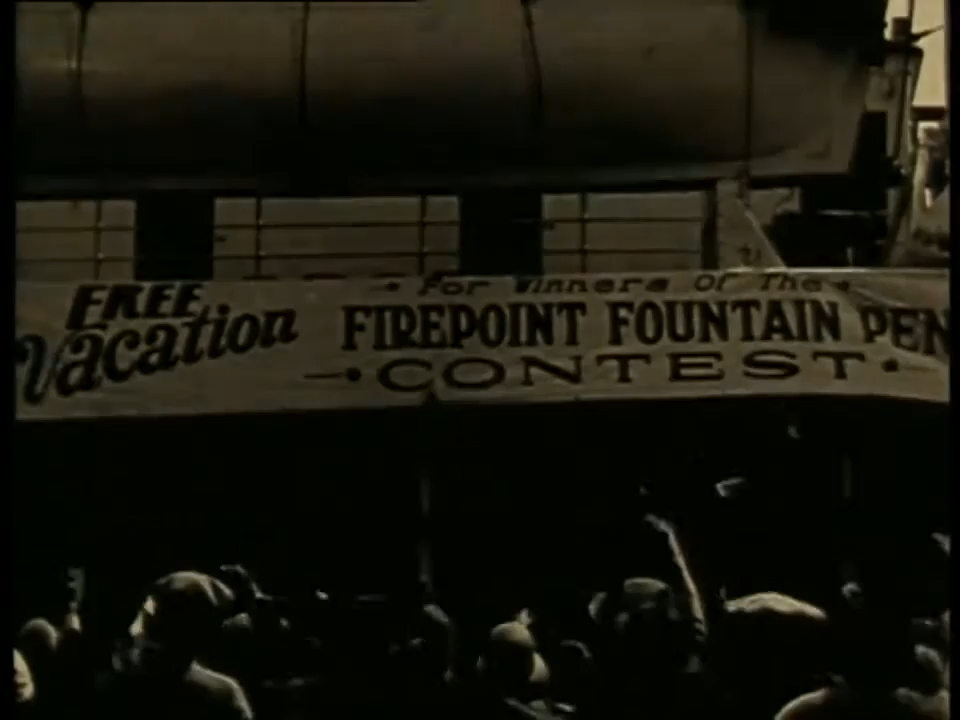 FREE
Vacation
For Winners Of The
FIREPOINT FOUNTAIN PEN
CONTEST